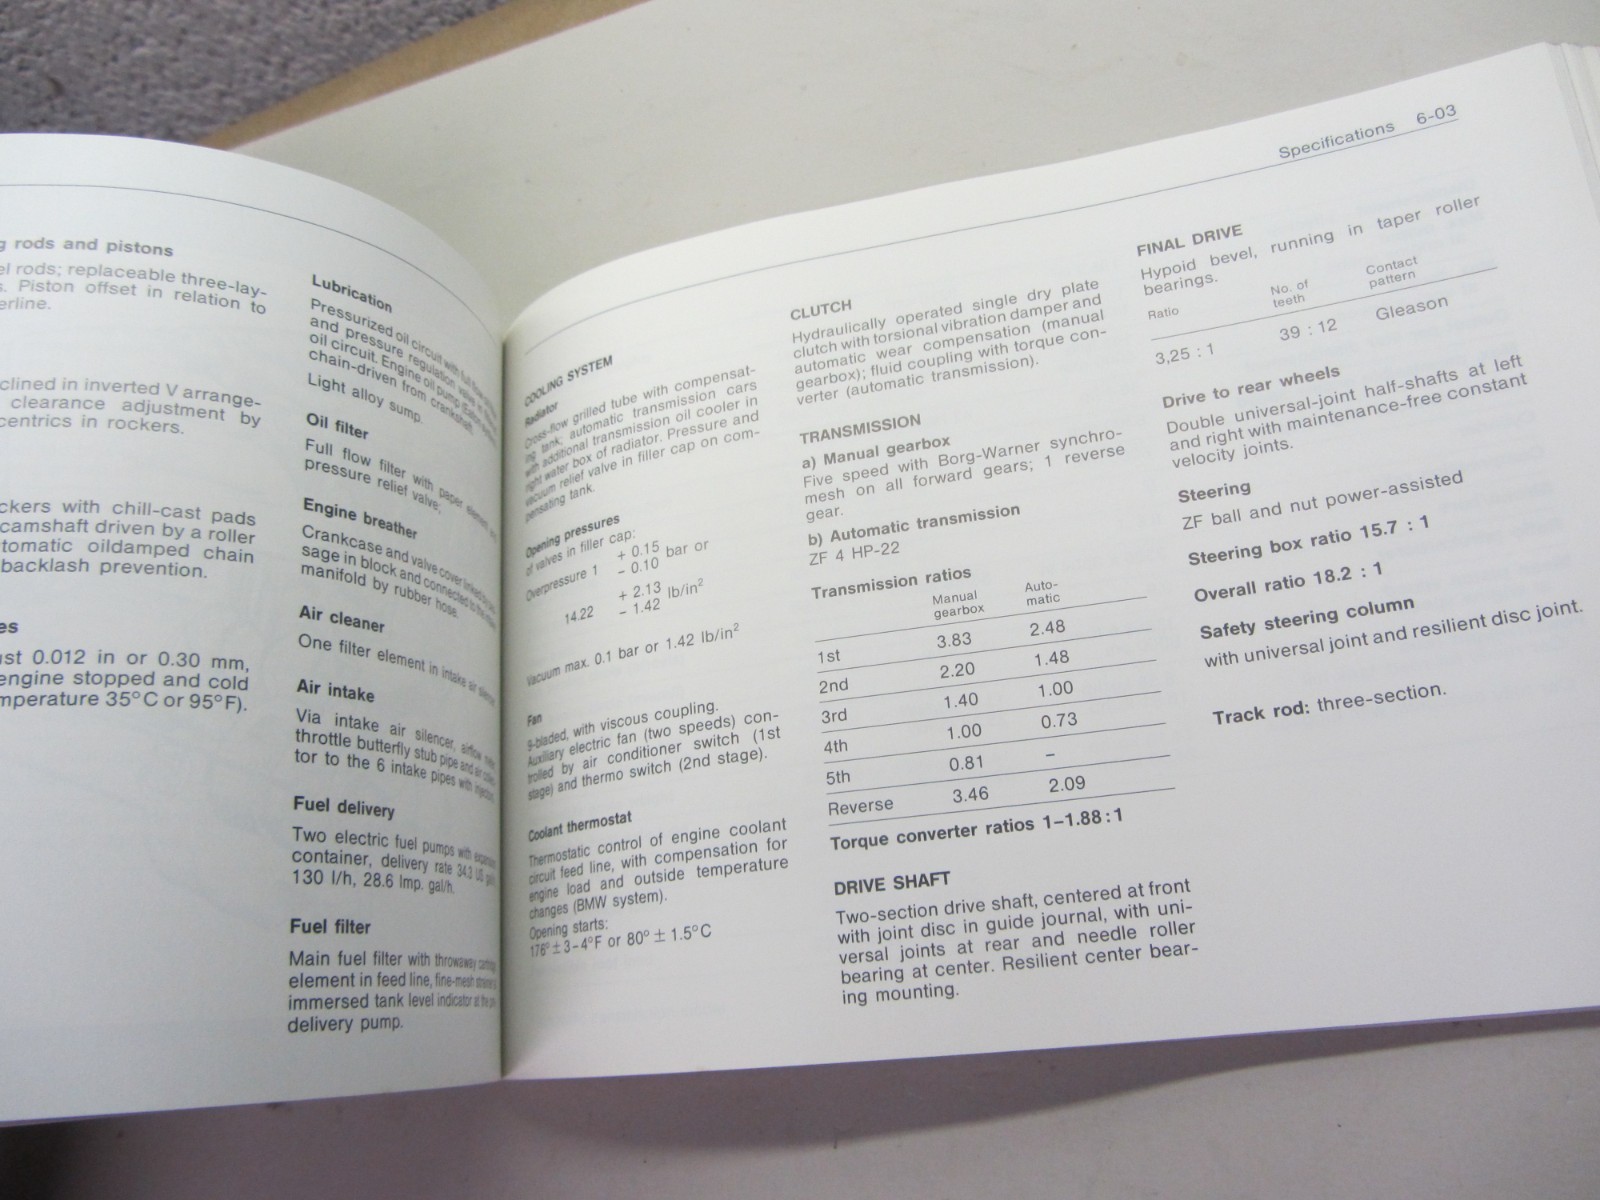 g rods and pistons
el rods; replaceable three-lay-
s. Piston offset in relation to
erline.
clined in inverted V arrange-
clearance adjustment by
centrics in rockers.
ckers with chill-cast pads
camshaft driven by a roller
tomatic oildamped chain
backlash prevention.
es
ust 0.012 in or 0.30 mm,
engine stopped and cold
mperature 35°C or 95°F).
Lubrication
Pressurized oil circuit with full
and pressure regulation
oil circuit. Engine oil pump
chain-driven from crankshaft.
Light alloy sump.
Oil filter
Full flow filter with paper element
pressure relief valve;
Engine breather
Crankcase and valve cover linked
sage in block and connected
manifold by rubber hose.
Air cleaner
One filter element in intake air
Air intake
Via intake air silencer, airflow
throttle butterfly stub pipe and air
tor to the 6 intake pipes with
Fuel delivery
Two electric fuel pumps with
container, delivery rate 34.3 US
130 l/h, 28.6 Imp. gal/h.
Fuel filter
Main fuel filter with throwaway
element in feed line, fine-mesh
immersed tank level indicator
delivery pump.
Specifications 6-03
COOLING SYSTEM
Radiator
Cross-flow grilled tube with compensat-
ing tank; automatic transmission cars
with additional transmission oil cooler in
right water box of radiator. Pressure and
vacuum relief valve in filler cap on com-
pensating tank.
Opening pressures
of valves in filler cap:
Overpressure 1 + 0.15 - 0.10 bar or
14.22 + 2.13 - 1.42 lb/in²
Vacuum max. 0.1 bar or 1.42 lb/in²
Fan
9-bladed, with viscous coupling.
Auxiliary electric fan (two speeds) con-
trolled by air conditioner switch (1st
stage) and thermo switch (2nd stage).
Coolant thermostat
Thermostatic control of engine coolant
circuit feed line, with compensation for
engine load and outside temperature
changes (BMW system).
Opening starts:
176° ± 3-4°F or 80° ± 1.5°C
CLUTCH
Hydraulically operated single dry plate
clutch with torsional vibration damper and
automatic wear compensation (manual
gearbox); fluid coupling with torque con-
verter (automatic transmission).
TRANSMISSION
a) Manual gearbox
Five speed with Borg-Warner synchro-
mesh on all forward gears; 1 reverse
gear.
b) Automatic transmission
ZF 4 HP-22
Transmission ratios
Manual gearbox Auto- matic
1st 3.83 2.48
2nd 2.20 1.48
3rd 1.40 1.00
4th 1.00 0.73
5th 0.81 –
Reverse 3.46 2.09
Torque converter ratios 1–1.88 : 1
DRIVE SHAFT
Two-section drive shaft, centered at front
with joint disc in guide journal, with uni-
versal joints at rear and needle roller
bearing at center. Resilient center bear-
ing mounting.
FINAL DRIVE
Hypoid bevel, running in taper roller
bearings.
Ratio No. of teeth Contact pattern
3,25 : 1 39 : 12 Gleason
Drive to rear wheels
Double universal-joint half-shafts at left
and right with maintenance-free constant
velocity joints.
Steering
ZF ball and nut power-assisted
Steering box ratio 15.7 : 1
Overall ratio 18.2 : 1
Safety steering column
with universal joint and resilient disc joint.
Track rod: three-section.